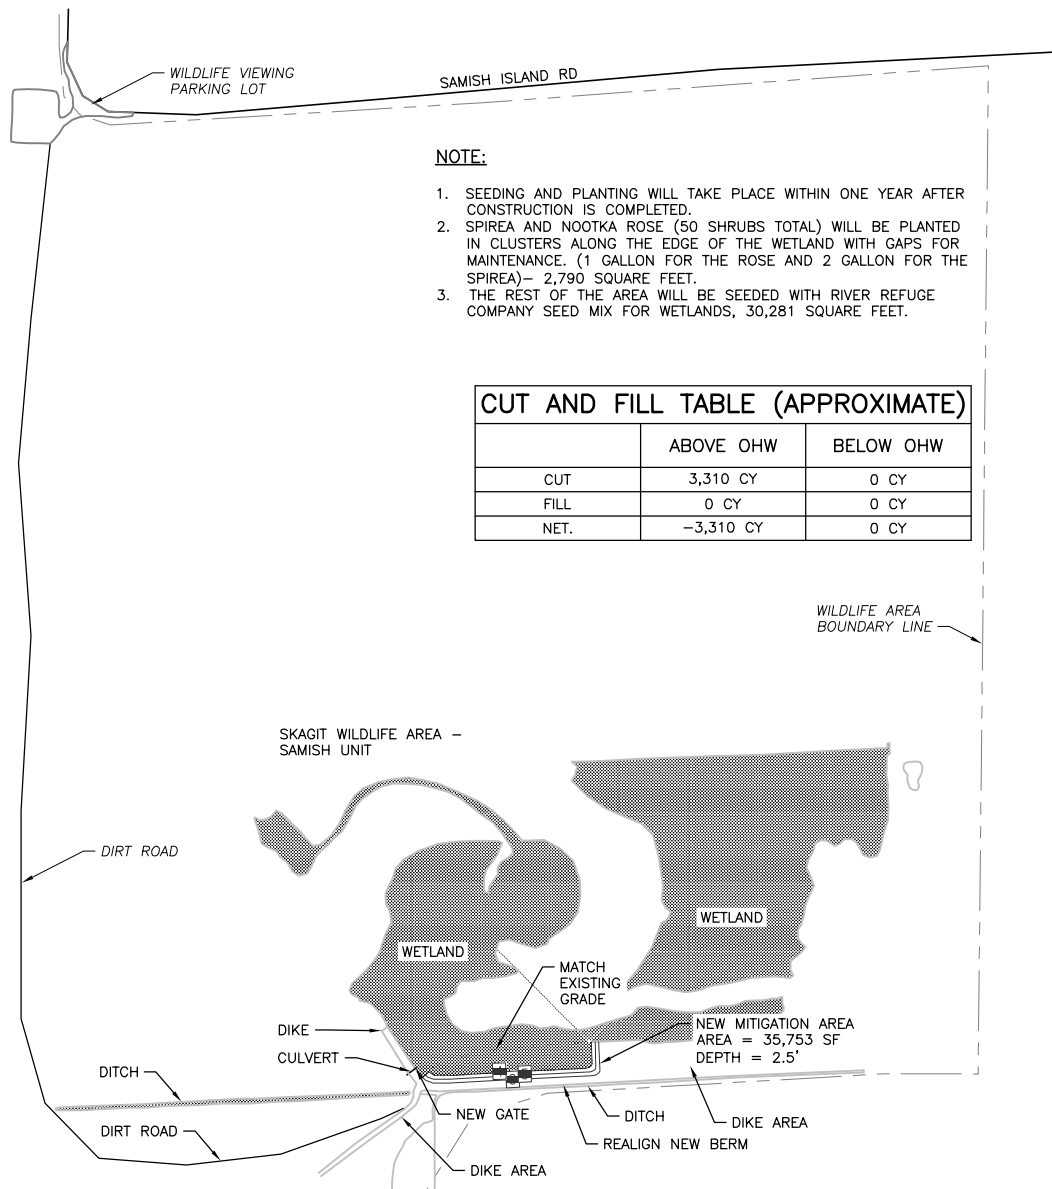 WILDLIFE VIEWING
PARKING LOT
SAMISH ISLAND RD
NOTE:
1. SEEDING AND PLANTING WILL TAKE PLACE WITHIN ONE YEAR AFTER
CONSTRUCTION IS COMPLETED.
2. SPIREA AND NOOTKA ROSE (50 SHRUBS TOTAL) WILL BE PLANTED
IN CLUSTERS ALONG THE EDGE OF THE WETLAND WITH GAPS FOR
MAINTENANCE. (1 GALLON FOR THE ROSE AND 2 GALLON FOR THE
SPIREA)- 2,790 SQUARE FEET.
3. THE REST OF THE AREA WILL BE SEEDED WITH RIVER REFUGE
COMPANY SEED MIX FOR WETLANDS, 30,281 SQUARE FEET.
CUT AND FILL TABLE (APPROXIMATE)
ABOVE OHW BELOW OHW
CUT 3,310 CY 0 CY
FILL 0 CY 0 CY
NET. -3,310 CY 0 CY
WILDLIFE AREA
BOUNDARY LINE
SKAGIT WILDLIFE AREA -
SAMISH UNIT
DIRT ROAD
WETLAND
WETLAND
MATCH
EXISTING
GRADE
DIKE
NEW MITIGATION AREA
AREA = 35,753 SF
DEPTH = 2.5'
CULVERT
DITCH
NEW GATE
DITCH
DIKE AREA
DIRT ROAD
REALIGN NEW BERM
DIKE AREA